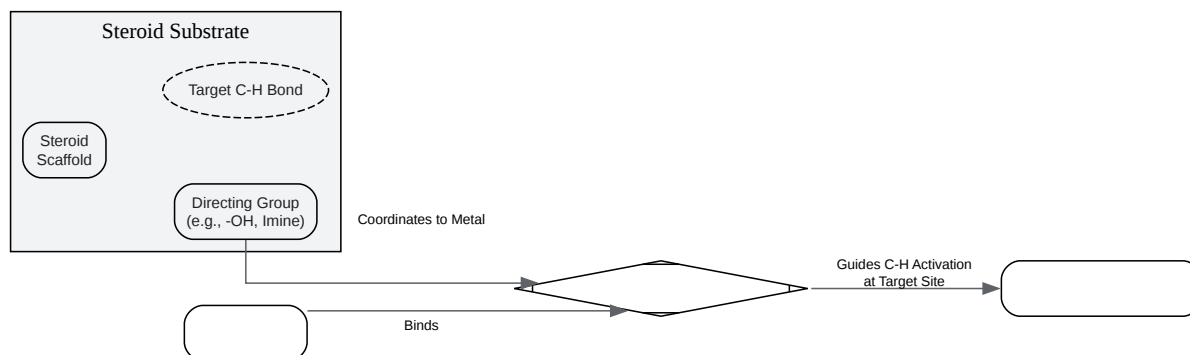 Steroid Substrate
Target C-H Bond
Steroid
Scaffold
Directing Group
(e.g., -OH, Imine)
Coordinates to Metal
Guides C-H Activation
at Target Site
Binds